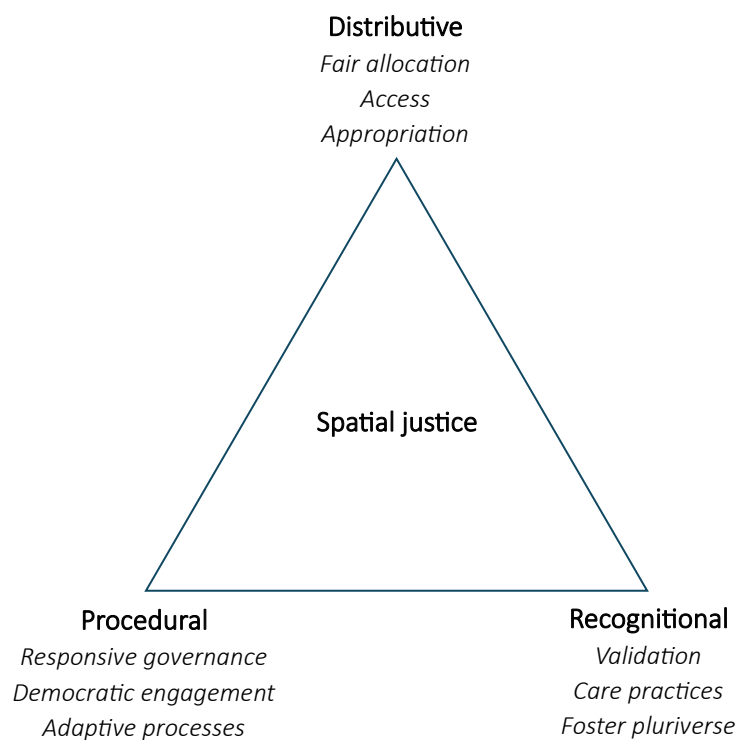 Distributive
Fair allocation
Access
Appropriation
Spatial justice
Procedural
Responsive governance
Democratic engagement
Adaptive processes
Recognitional
Validation
Care practices
Foster pluriverse